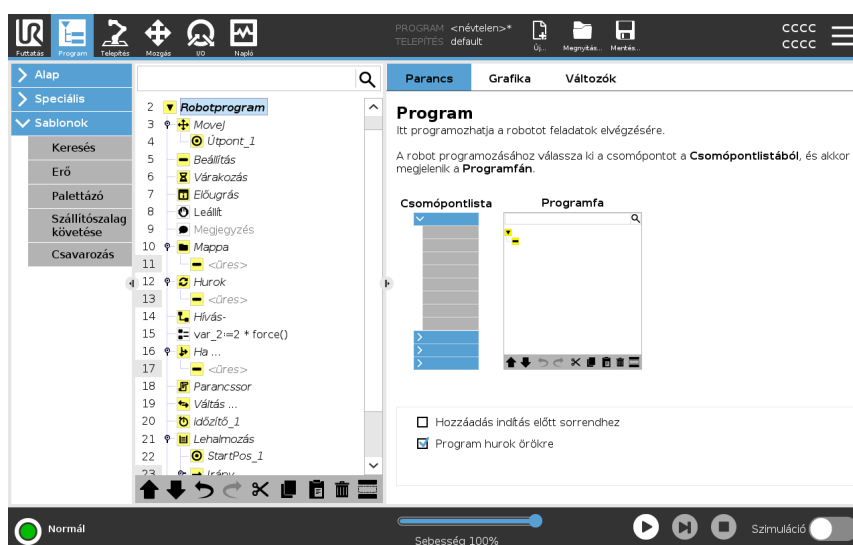 PROGRAM <névtelen>*
TELEPÍTÉS default
Futtatás Program Telepítés Mozgás I/O Napló
Új... Megnyitás... Mentés...
CCCC
CCCC
Alap
Speciális
Sablonok
Keresés
Erő
Palettázó
Szállítószalag
követése
Csavarozás
2 Robotprogram
3 MoveJ
4 Útpont_1
5 Beállítás
6 Várakozás
7 Előugrás
8 Leállít
9 Megjegyzés
10 Mappa
11 <üres>
12 Hurok
13 <üres>
14 Hívás-
15 var_2:=2 * force()
16 Ha ...
17 <üres>
18 Parancssor
19 Váltás ...
20 időzítő_1
21 Lehalmozás
22 StartPos_1
23 Irány
Parancs Grafika Változók
Program
Itt programozhatja a robotot feladatok elvégzésére.
A robot programozásához válassza ki a csomópontot a Csomópontlistából, és akkor
megjelenik a Programfán.
Csomópontlista Programfa
Hozzáadás indítás előtt sorrendhez
Program hurok örökre
Normál
Sebesség 100%
Szimuláció